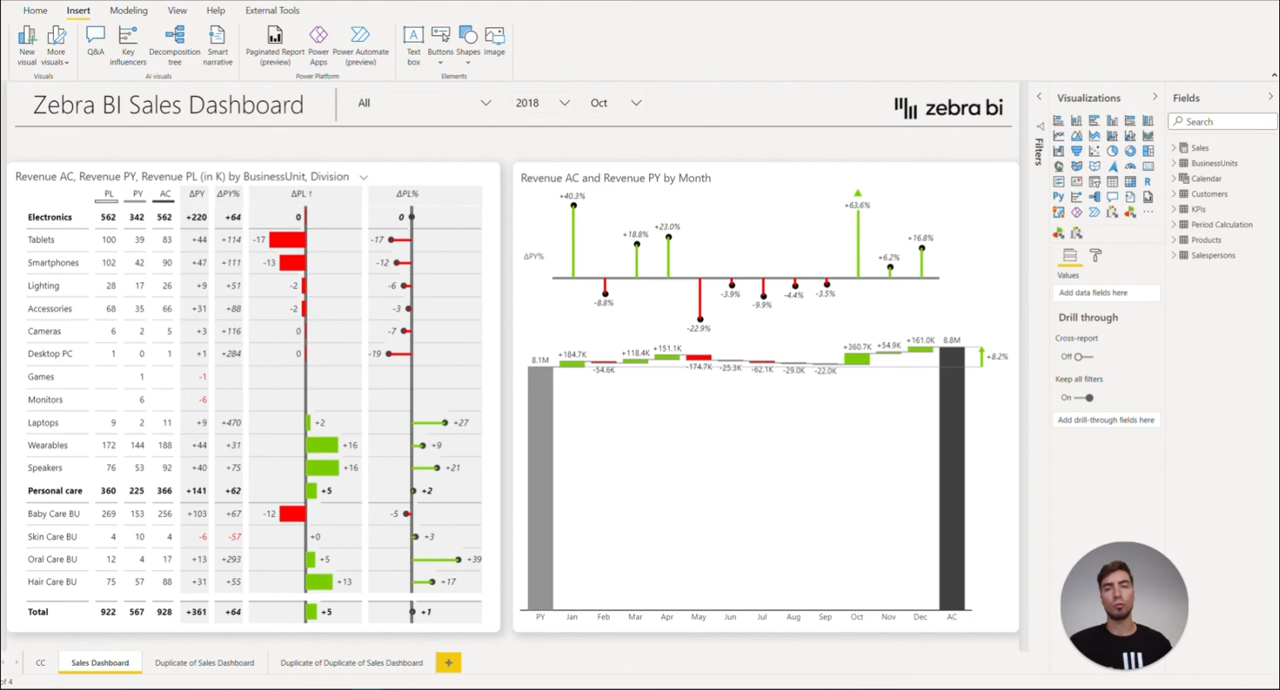 Home Insert Modeling View Help External Tools
New visual More visuals Q&A Key influencers Decomposition tree Smart narrative Paginated Report (preview) Power Apps Power Automate (preview) A Text box Buttons Shapes Image
Visuals AI visuals Power Platform Elements
Zebra BI Sales Dashboard All 2018 Oct zebra bi
Revenue AC, Revenue PY, Revenue PL (in K) by BusinessUnit, Division
PL PY AC ΔPY ΔPY% ΔPL ↑ ΔPL%
Electronics 562 342 562 +220 +64 0 0
Tablets 100 39 83 +44 +114 -17 -17
Smartphones 102 42 90 +47 +111 -13 -12
Lighting 28 17 26 +9 +51 -2 -6
Accessories 68 35 66 +31 +88 -2 -3
Cameras 6 2 5 +3 +116 0 -7
Desktop PC 1 0 1 +1 +284 0 -19
Games 1 -1
Monitors 6 -6
Laptops 9 2 11 +9 +470 +2 +27
Wearables 172 144 188 +44 +31 +16 +9
Speakers 76 53 92 +40 +75 +16 +21
Personal care 360 225 366 +141 +62 +5 +2
Baby Care BU 269 153 256 +103 +67 -12 -5
Skin Care BU 4 10 4 -6 -57 +0 +3
Oral Care BU 12 4 17 +13 +293 +5 +39
Hair Care BU 75 57 88 +31 +55 +13 +17
Total 922 567 928 +361 +64 +5 +1
Revenue AC and Revenue PY by Month
ΔPY%
+40.3% -8.8% +18.8% +23.0% -22.9% -3.9% -9.9% -4.4% -3.5% +63.6% +6.2% +16.8%
8.1M +184.7K -54.6K +118.4K +151.1K -174.7K -25.3K -62.1K -29.0K -22.0K +360.7K +54.9K +161.0K 8.8M +8.2%
PY Jan Feb Mar Apr May Jun Jul Aug Sep Oct Nov Dec AC
Filters
Visualizations
R
Py
Values
Add data fields here
Drill through
Cross-report
Off
Keep all filters
On
Add drill-through fields here
Fields
Search
Sales
BusinessUnits
Calendar
Customers
KPIs
Period Calculation
Products
Salespersons
CC Sales Dashboard Duplicate of Sales Dashboard Duplicate of Duplicate of Sales Dashboard +
of 4